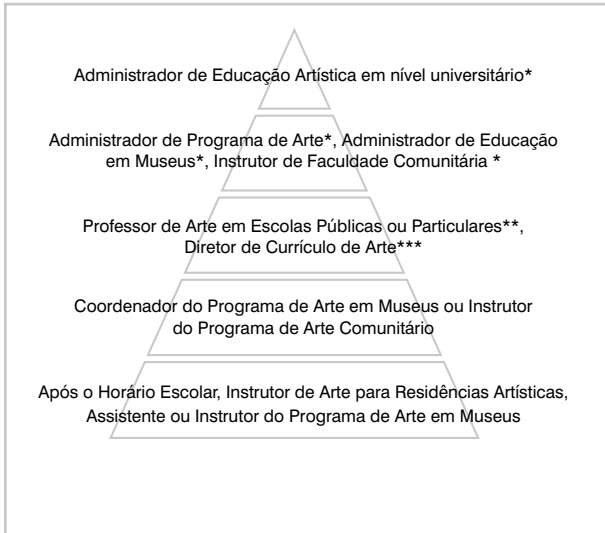 Administrador de Educação Artística em nível universitário*
Administrador de Programa de Arte*, Administrador de Educação
em Museus*, Instrutor de Faculdade Comunitária *
Professor de Arte em Escolas Públicas ou Particulares**,
Diretor de Currículo de Arte***
Coordenador do Programa de Arte em Museus ou Instrutor
do Programa de Arte Comunitário
Após o Horário Escolar, Instrutor de Arte para Residências Artísticas,
Assistente ou Instrutor do Programa de Arte em Museus